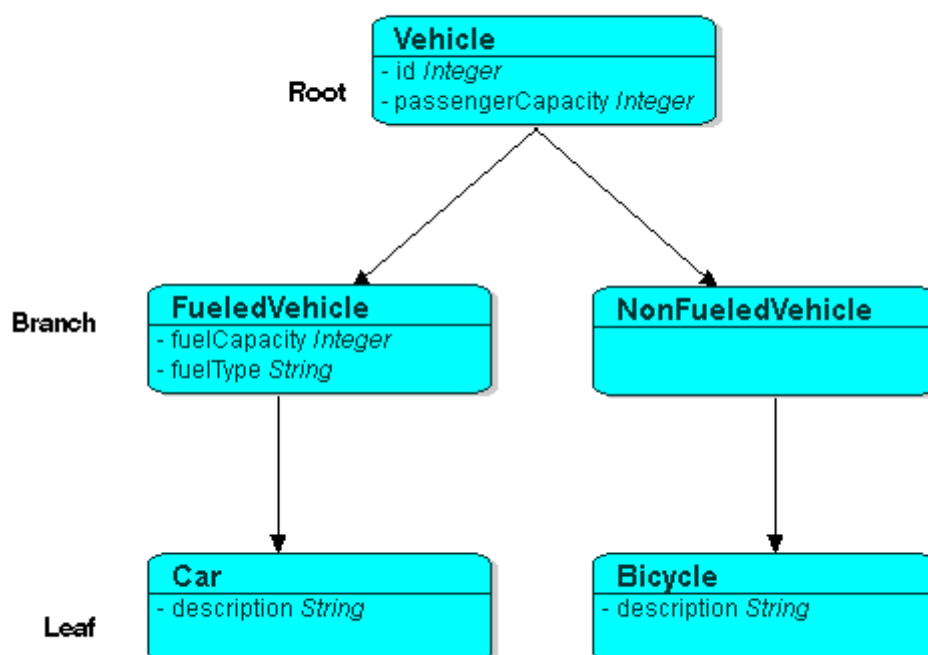 Vehicle
- id Integer
Root
- passengerCapacity Integer
FueledVehicle
NonFueledVehicle
Branch
- fuelCapacity Integer
- fuelType String
Car
Bicycle
- description String
- description String
Leaf